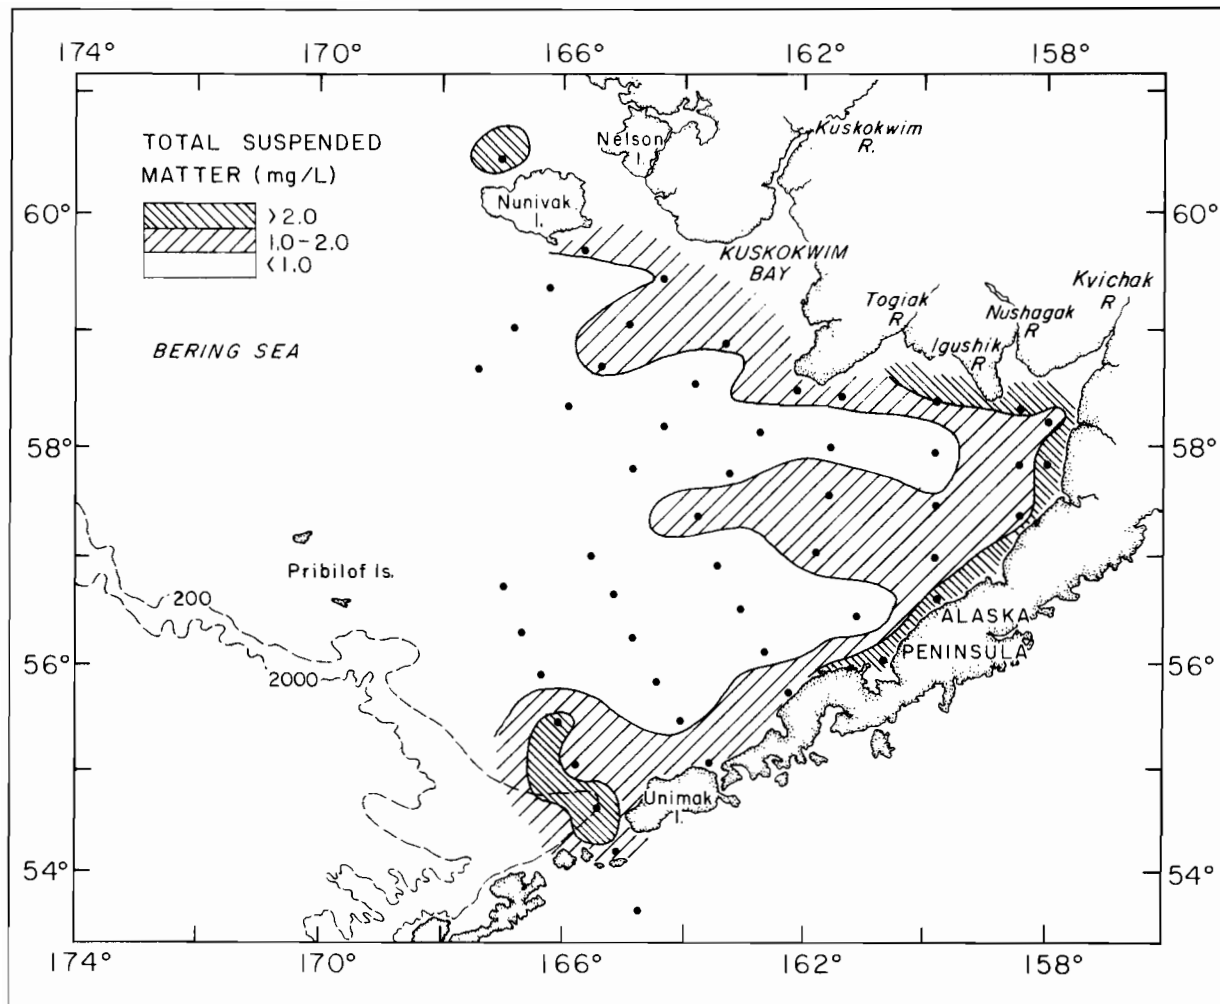 174° 170° 166° 162° 158°
TOTAL SUSPENDED
MATTER (mg/L)
>2.0
1.0-2.0
<1.0
Nelson
I.
Kuskokwim
R.
60°
Nunivak
I.
60°
KUSKOKWIM
BAY
Togiak
R
Kvichak
R
Nushagak
R
Igushik
R
BERING SEA
58°
58°
Pribilof Is.
200
2000
ALASKA
PENINSULA
56°
56°
Unimak
I.
54°
54°
174° 170° 166° 162° 158°